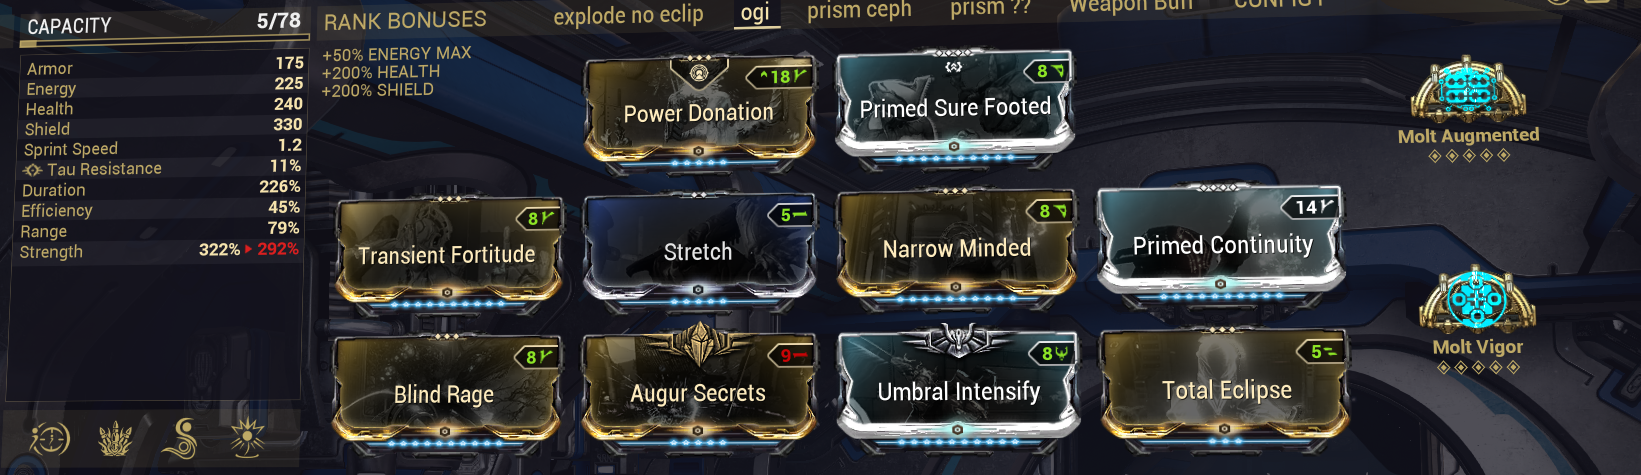 CAPACITY 5/78
RANK BONUSES
explode no eclip
ogi
prism ceph
prism ??
Weapon Buff
+50% ENERGY MAX
+200% HEALTH
+200% SHIELD
Armor 175
Energy 225
Health 240
Shield 330
Sprint Speed 1.2
Tau Resistance 11%
Duration 226%
Efficiency 45%
Range 79%
Strength 322% 292%
18
Power Donation
8
Primed Sure Footed
Molt Augmented
8
Transient Fortitude
5
Stretch
8
Narrow Minded
14
Primed Continuity
Molt Vigor
8
Blind Rage
9
Augur Secrets
8
Umbral Intensify
5
Total Eclipse